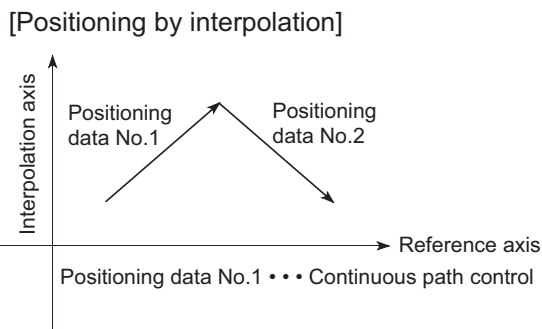 [Positioning by interpolation]
Interpolation axis
Positioning
data No.1
Positioning
data No.2
Reference axis
Positioning data No.1 • • • Continuous path control